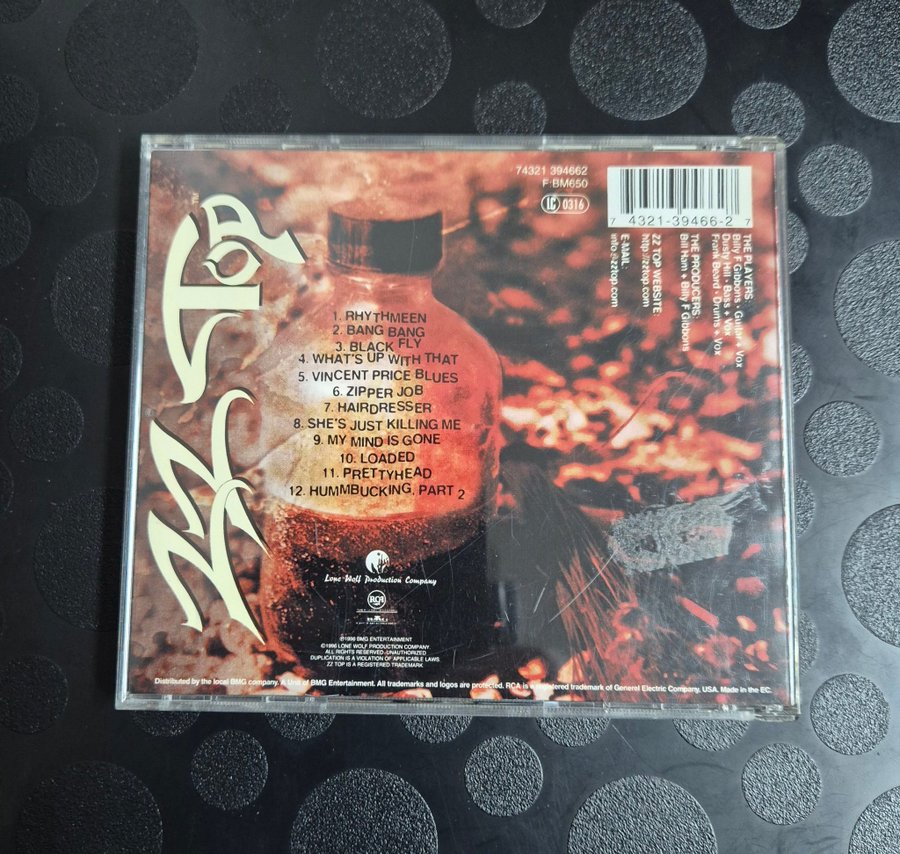 ZZ TOP™
74321 394662
F:BM650
LC 0316
7 4321-39466-2 7
THE PLAYERS:
Billy F Gibbons · Guitar + Vox
Dusty Hill · Bass + Vox
Frank Beard · Drums + Vox
THE PRODUCERS:
Bill Ham + Billy F Gibbons
ZZ TOP WEBSITE:
http://zztop.com
E-MAIL:
info@zztop.com
1. RHYTHMEEN
2. BANG BANG
3. BLACK FLY
4. WHAT'S UP WITH THAT
5. VINCENT PRICE BLUES
6. ZIPPER JOB
7. HAIRDRESSER
8. SHE'S JUST KILLING ME
9. MY MIND IS GONE
10. LOADED
11. PRETTYHEAD
12. HUMMBUCKING, PART 2
Lone Wolf Production Company
RCA
BMG
℗1996 BMG ENTERTAINMENT
©1996 LONE WOLF PRODUCTION COMPANY.
ALL RIGHTS RESERVED. UNAUTHORIZED
DUPLICATION IS A VIOLATION OF APPLICABLE LAWS.
ZZ TOP IS A REGISTERED TRADEMARK
Distributed by the local BMG company. A Unit of BMG Entertainment. All trademarks and logos are protected. RCA is a registered trademark of General Electric Company, USA. Made in the EC.